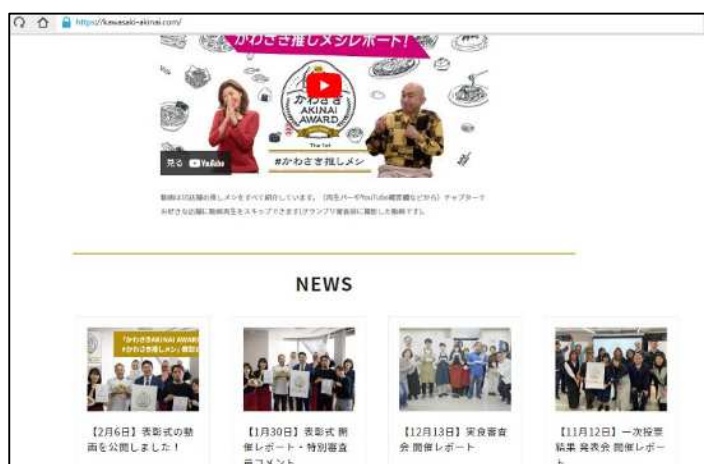 https://kawasaki-akinai.com/
かわさき推しメシレポート!
かわさき
AKINAI
AWARD
The 1st
#かわさき推しメシ
見る YouTube
NEWS
【2月6日】表彰式の動
画を公開しました!
【1月30日】表彰式 開
催レポート・特別審査
員コメント
【12月13日】実食審査
会 開催レポート
【11月12日】一次投票
結果 発表会 開催レポー
ト